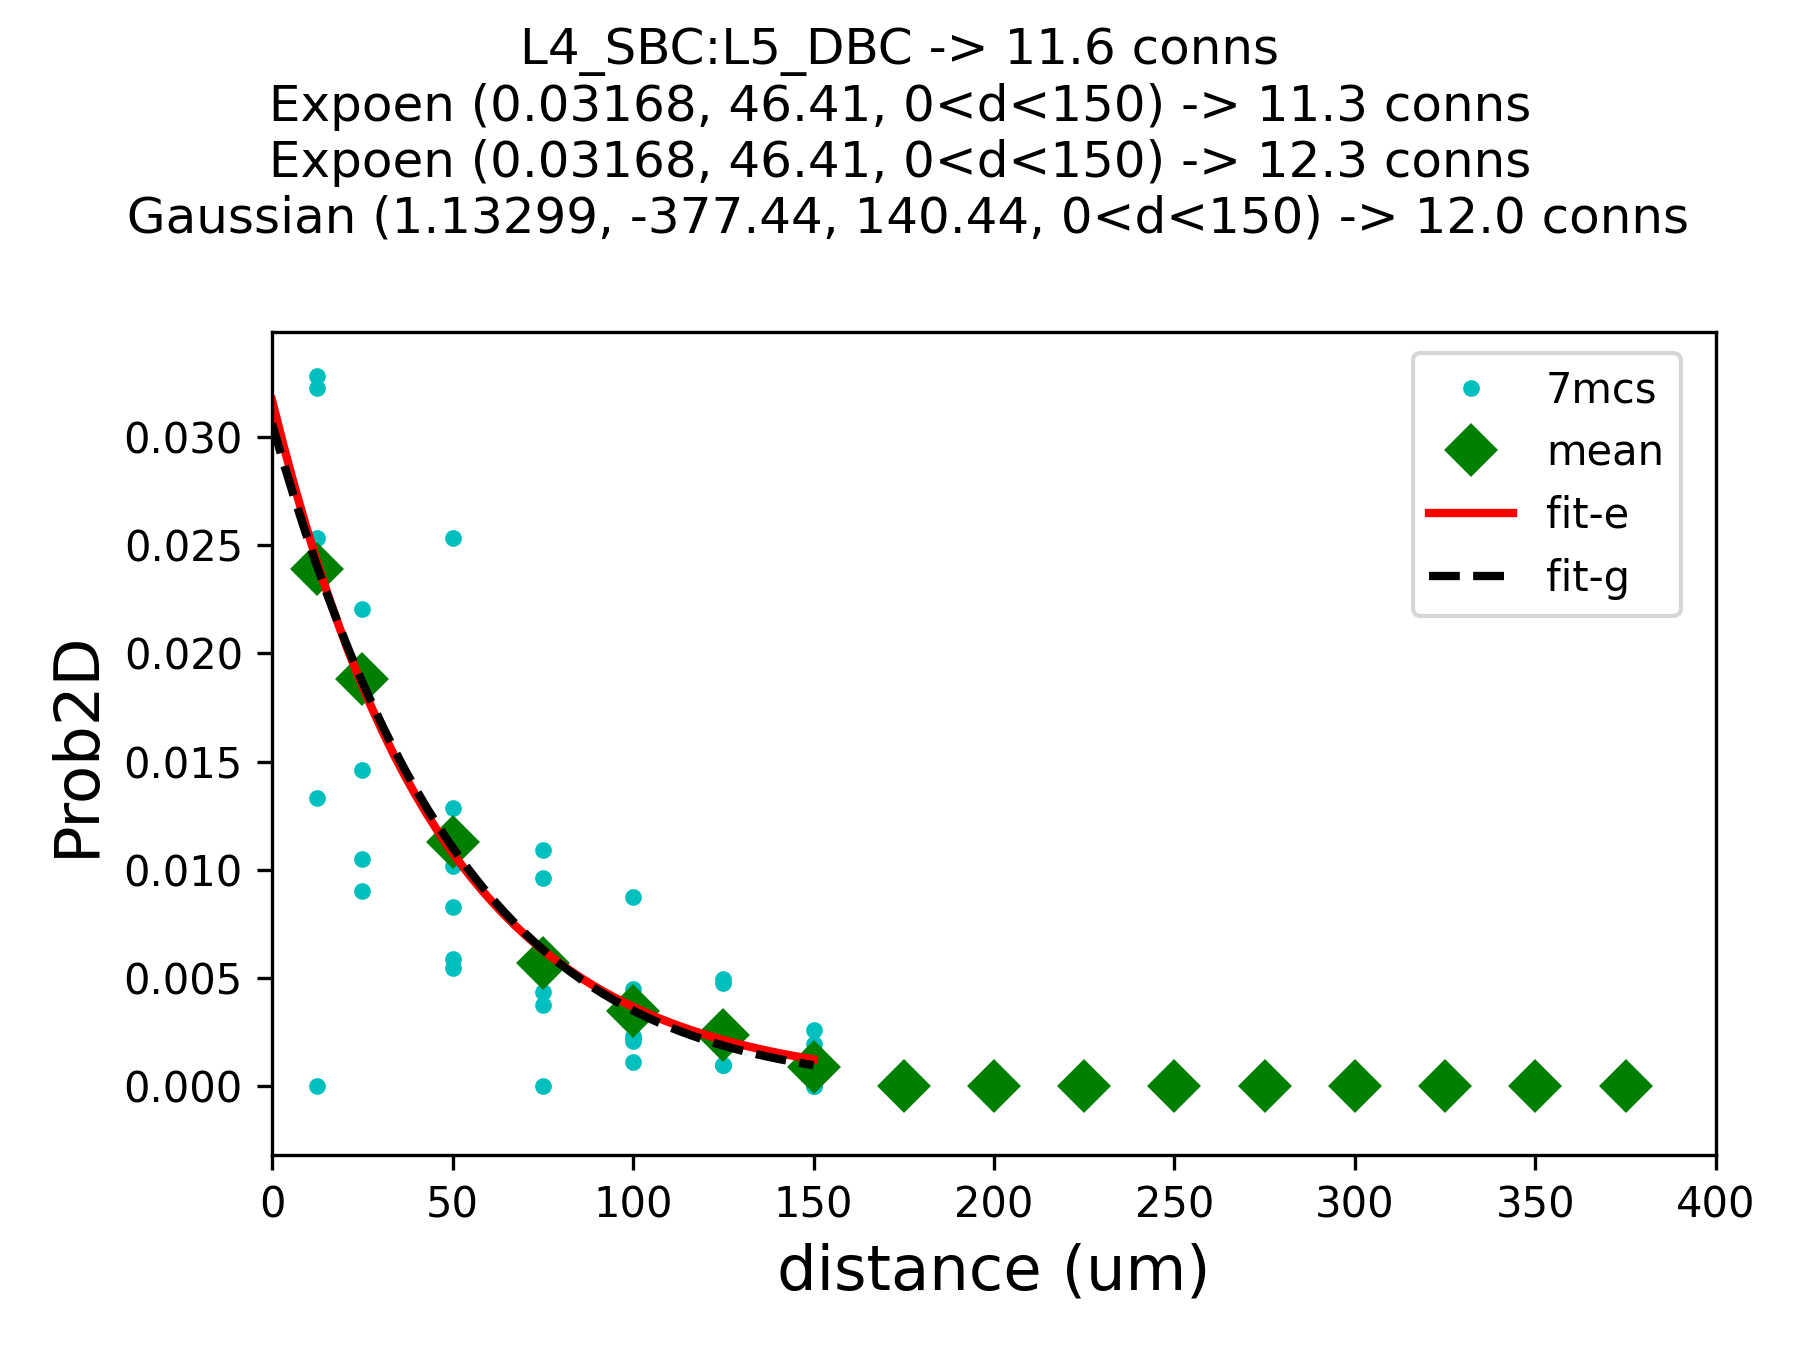 L4_SBC:L5_DBC -> 11.6 conns
Expoen (0.03168, 46.41, 0<d<150) -> 11.3 conns
Expoen (0.03168, 46.41, 0<d<150) -> 12.3 conns
Gaussian (1.13299, -377.44, 140.44, 0<d<150) -> 12.0 conns
7mcs
mean
fit-e
fit-g
Prob2D
0.030
0.025
0.020
0.015
0.010
0.005
0.000
0 50 100 150 200 250 300 350 400
distance (um)